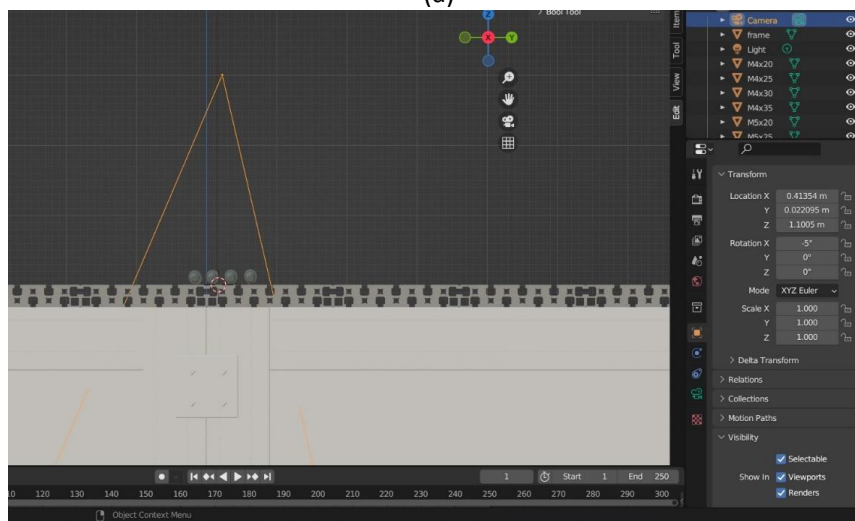 (a)
Bool Tool
Item
Tool
View
Edit
Z
X
Y
Camera
frame
Light
M4x20
M4x25
M4x30
M4x35
M5x20
M5x25
Transform
Location X 0.41354 m
Y 0.022095 m
Z 1.1005 m
Rotation X -5°
Y 0°
Z 0°
Mode XYZ Euler
Scale X 1.000
Y 1.000
Z 1.000
Delta Transform
Relations
Collections
Motion Paths
Visibility
Selectable
Show In Viewports
Renders
1 Start 1 End 250
10 120 130 140 150 160 170 180 190 200 210 220 230 240 250 260 270 280 290 300
Object Context Menu